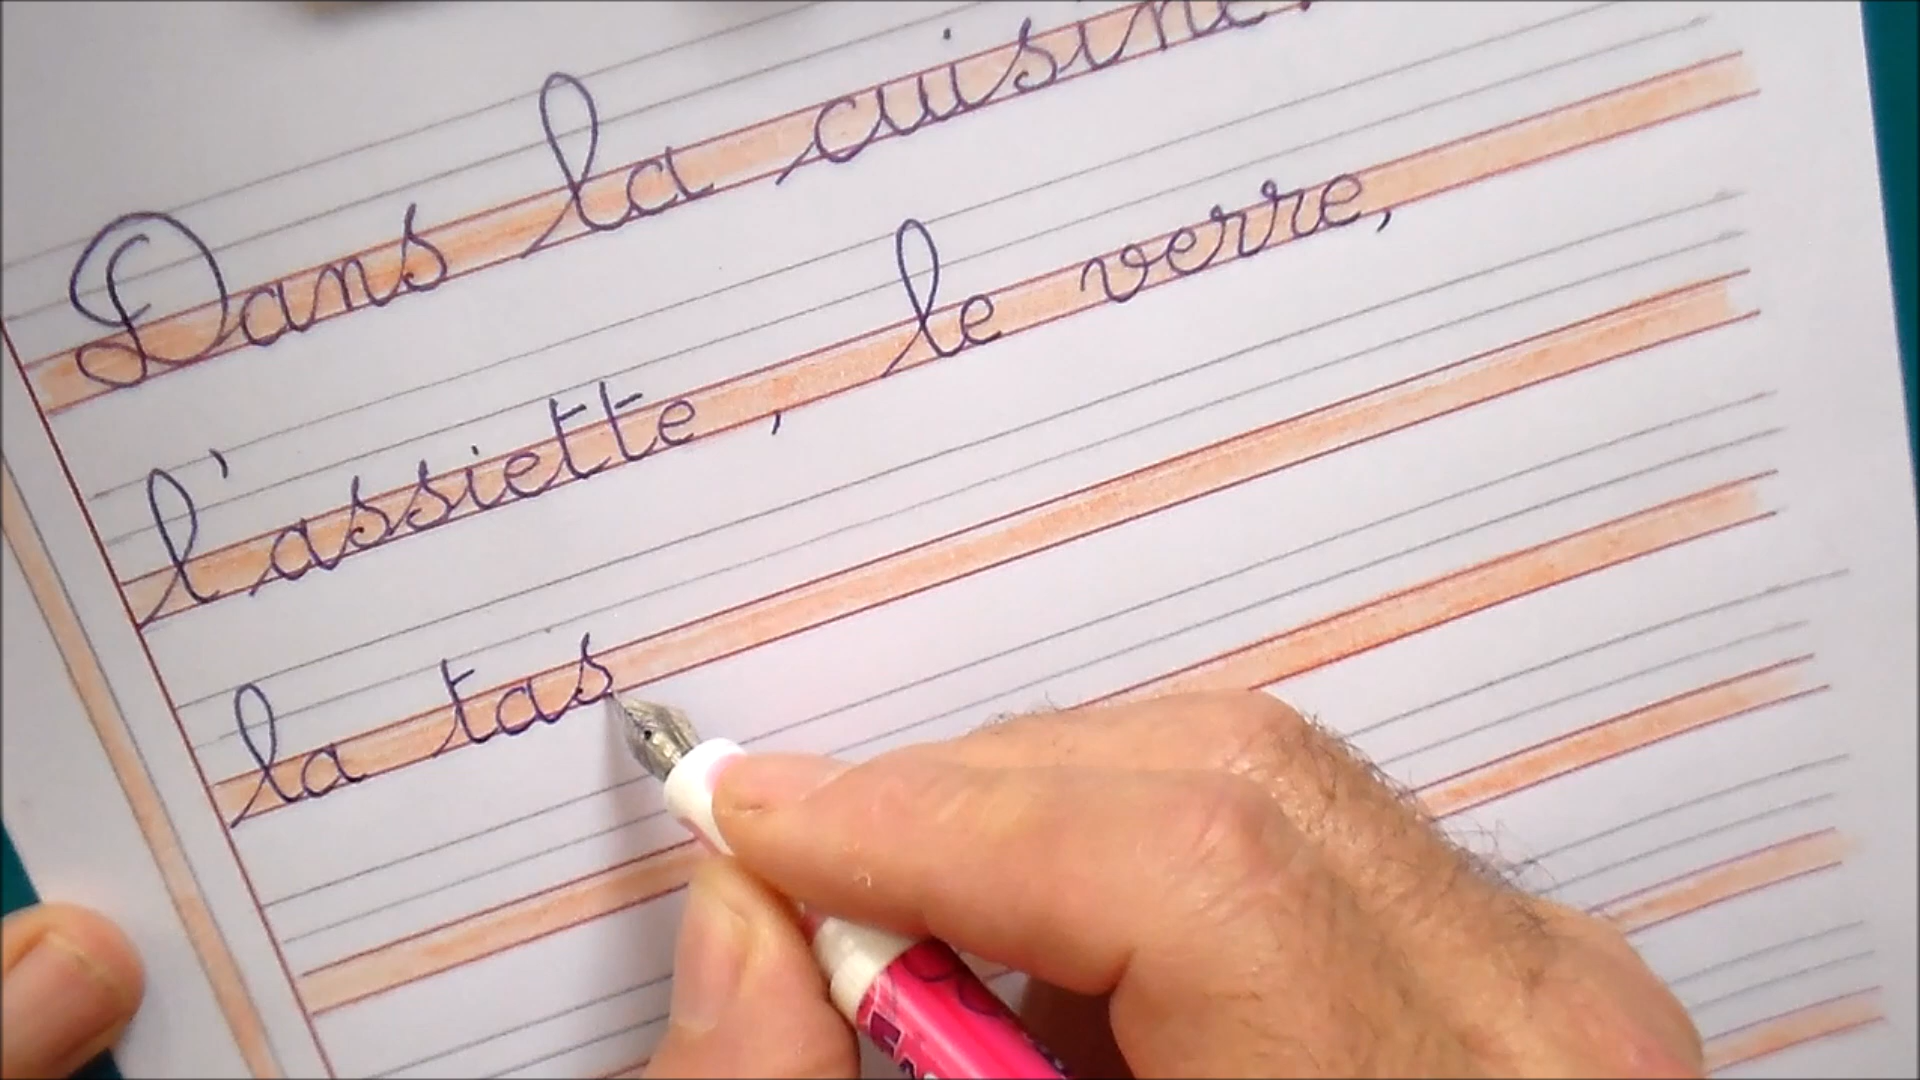 Dans la cuisine.
l'assiette, le verre,
la tas